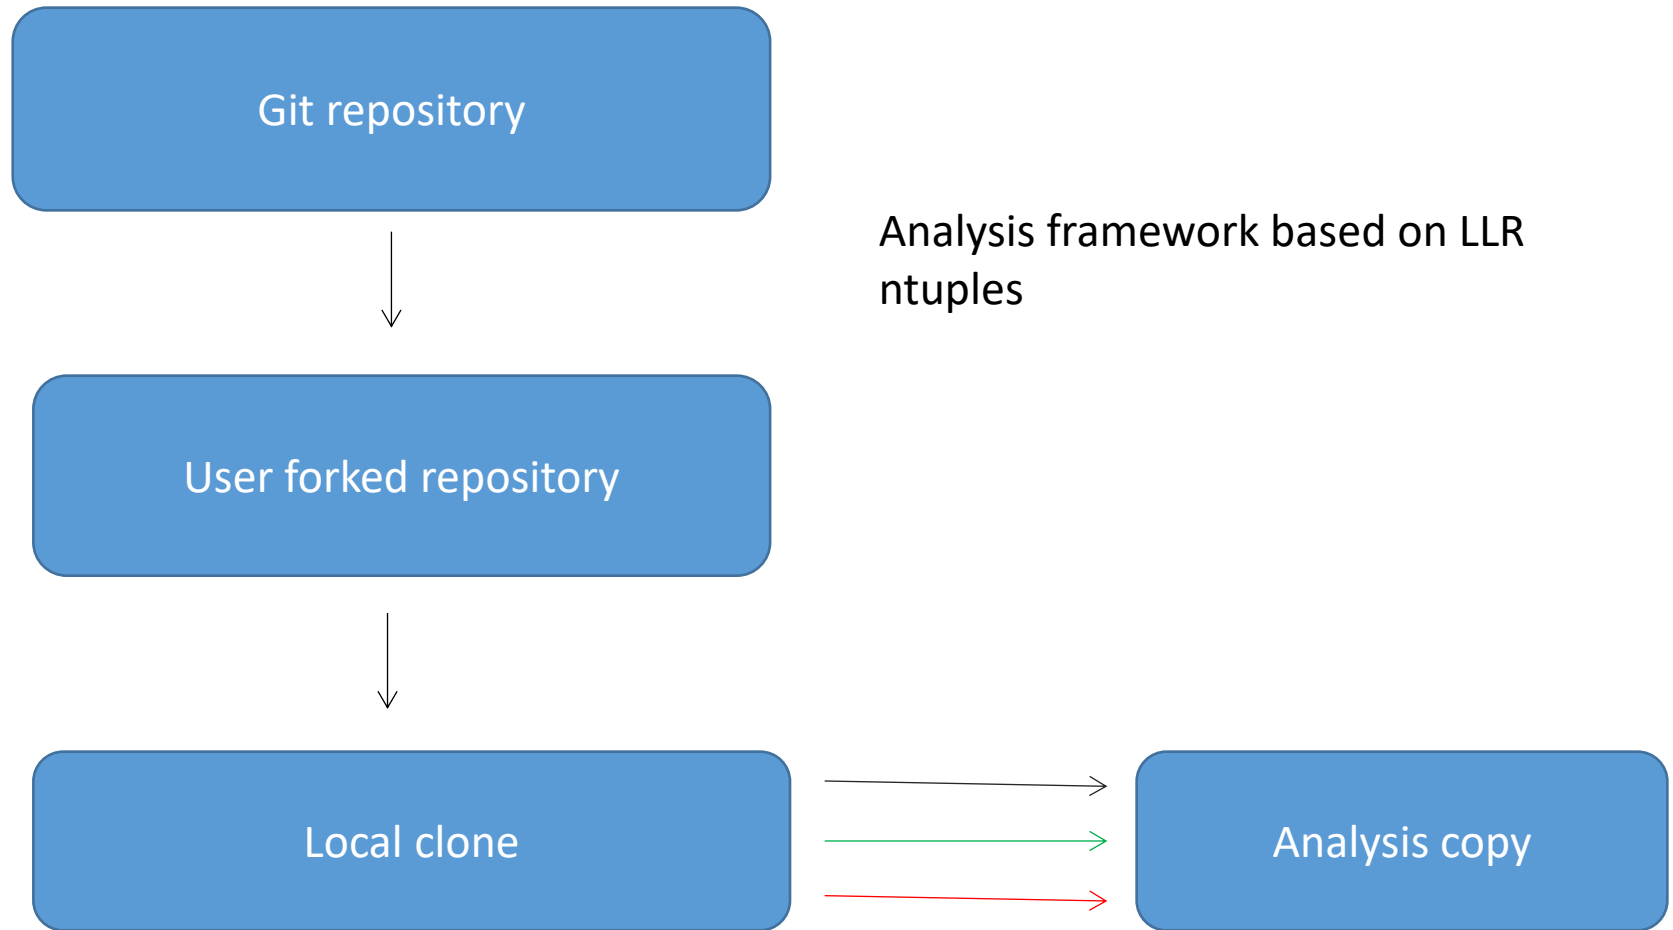 Git repository
Analysis framework based on LLR
ntuples
User forked repository
Local clone
Analysis copy